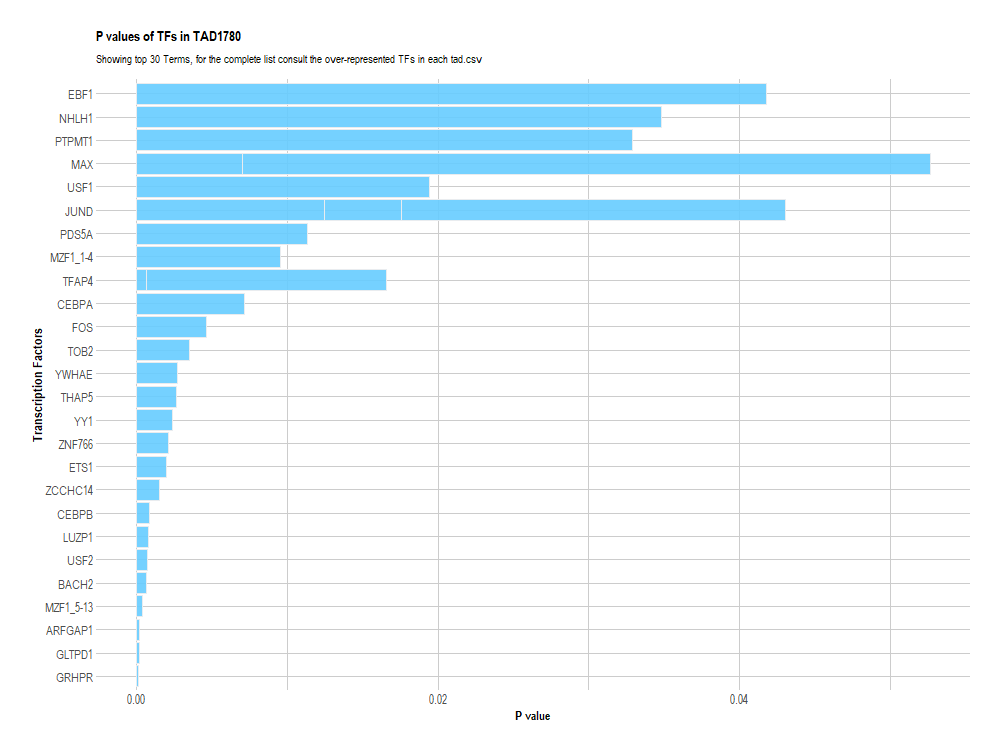 P values of TFs in TAD1780
Showing top 30 Terms, for the complete list consult the over-represented TFs in each tad.csv
Transcription Factors
EBF1
NHLH1
PTPMT1
MAX
USF1
JUND
PDS5A
MZF1_1-4
TFAP4
CEBPA
FOS
TOB2
YWHAE
THAP5
YY1
ZNF766
ETS1
ZCCHC14
CEBPB
LUZP1
USF2
BACH2
MZF1_5-13
ARFGAP1
GLTPD1
GRHPR
0.00
0.02
0.04
P value